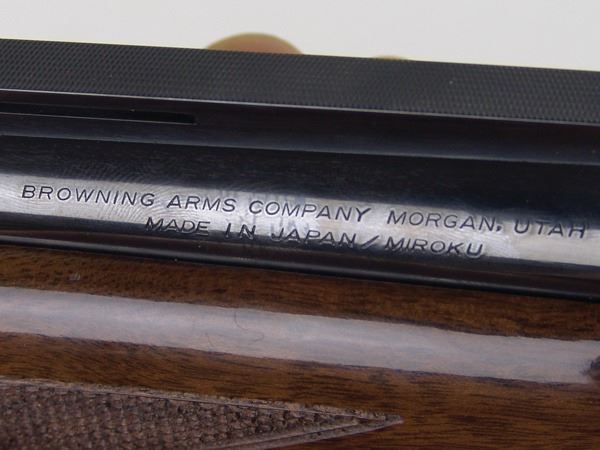 BROWNING ARMS COMPANY MORGAN, UTAH
MADE IN JAPAN/MIROKU